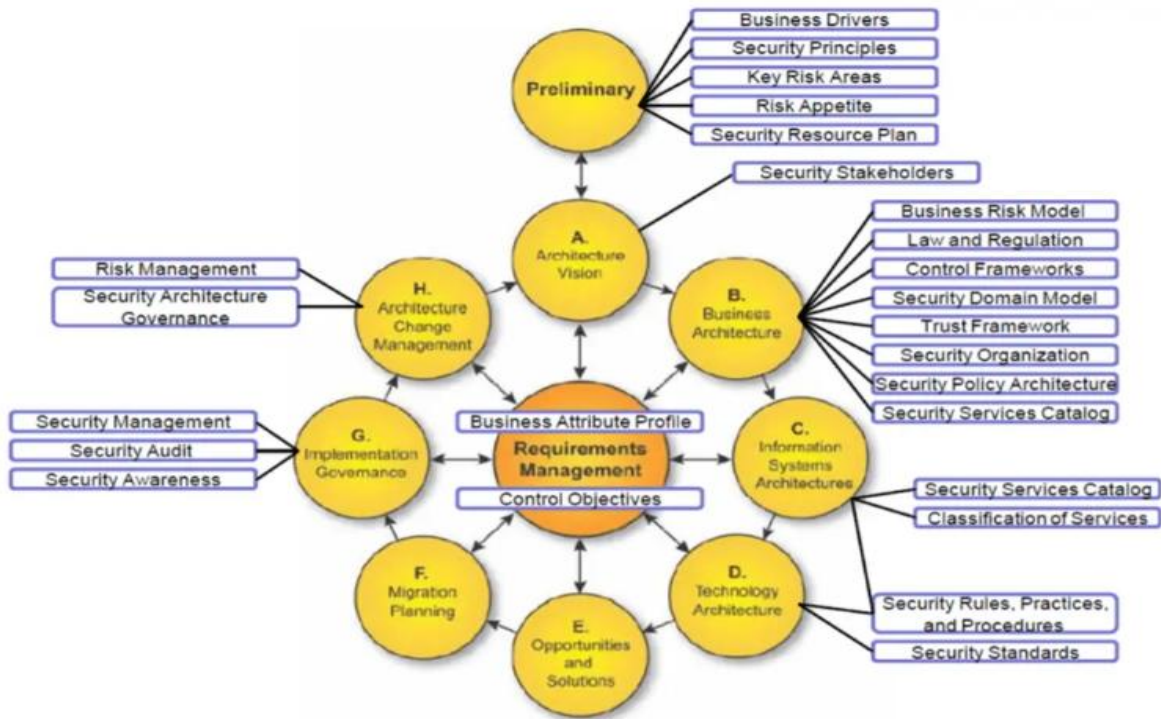 Business Drivers
Security Principles
Key Risk Areas
Risk Appetite
Security Resource Plan
Preliminary
Security Stakeholders
A.
Architecture
Vision
Business Risk Model
Law and Regulation
Control Frameworks
Security Domain Model
Trust Framework
Security Organization
Security Policy Architecture
Security Services Catalog
B.
Business
Architecture
Risk Management
Security Architecture
Governance
H.
Architecture
Change
Management
Security Management
Security Audit
Security Awareness
G.
Implementation
Governance
Business Attribute Profile
Requirements
Management
Control Objectives
C.
Information
Systems
Architectures
Security Services Catalog
Classification of Services
Security Rules, Practices,
and Procedures
Security Standards
D.
Technology
Architecture
E.
Opportunities
and
Solutions
F.
Migration
Planning